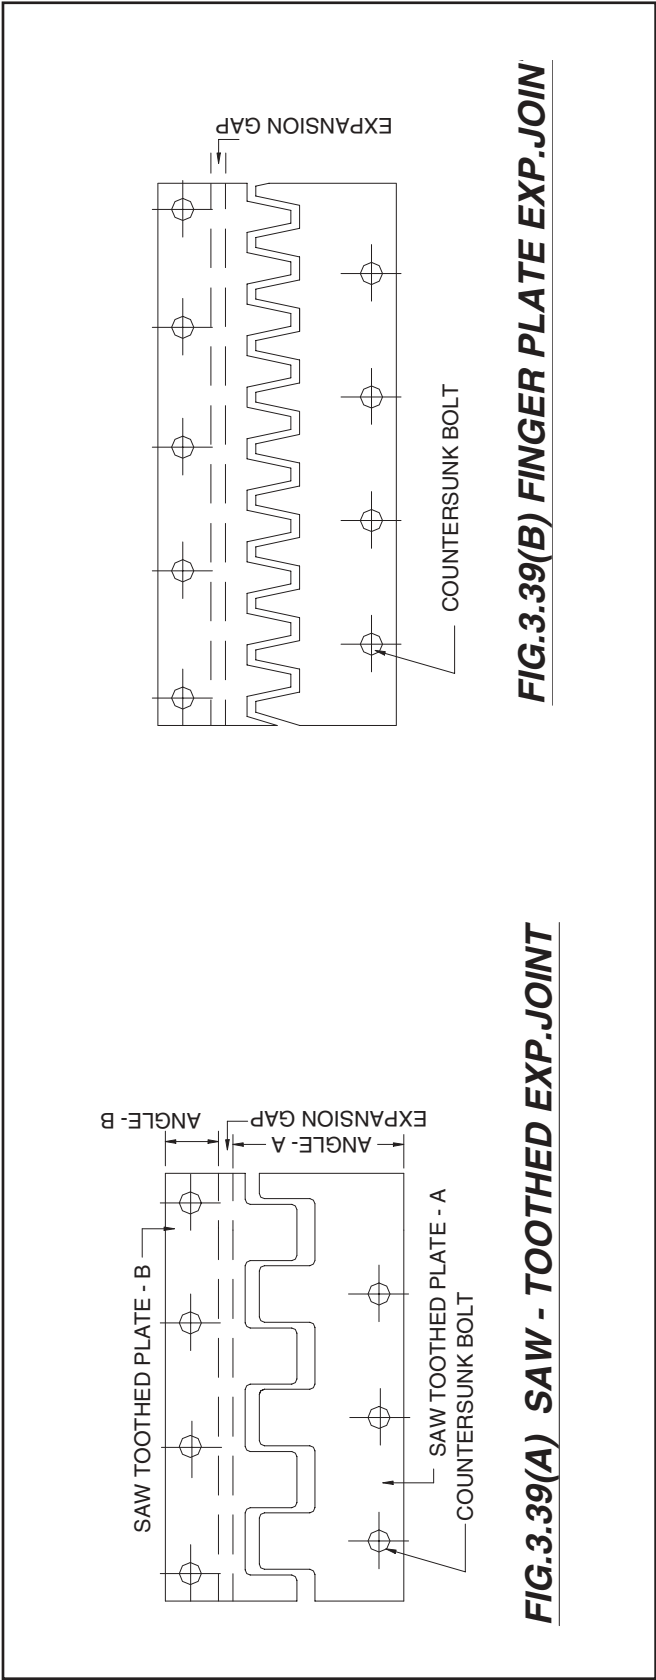 SAW TOOTHED PLATE - B
ANGLE -B
EXPANSION GAP
ANGLE -A
SAW TOOTHED PLATE - A
COUNTERSUNK BOLT
FIG.3.39(A) SAW - TOOTHED EXP.JOINT
EXPANSION GAP
COUNTERSUNK BOLT
FIG.3.39(B) FINGER PLATE EXP.JOIN